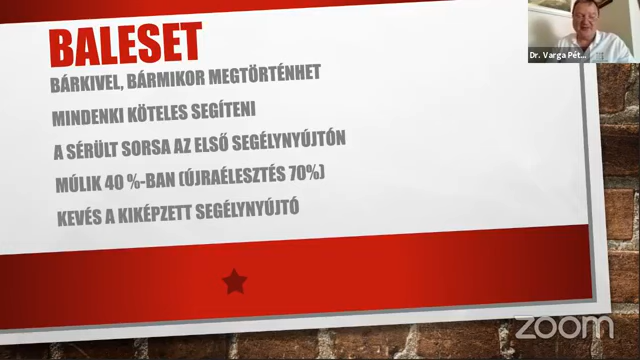 BALESET
BÁRKIVEL, BÁRMIKOR MEGTÖRTÉNHET
MINDENKI KÖTELES SEGÍTENI
A SÉRÜLT SORSA AZ ELSŐ SEGÉLYNYÚJTÓN
MÚLIK 40 %-BAN (ÚJRAÉLESZTÉS 70%)
KEVÉS A KIKÉPZETT SEGÉLYNYÚJTÓ
Dr. Varga Pét...
zoom